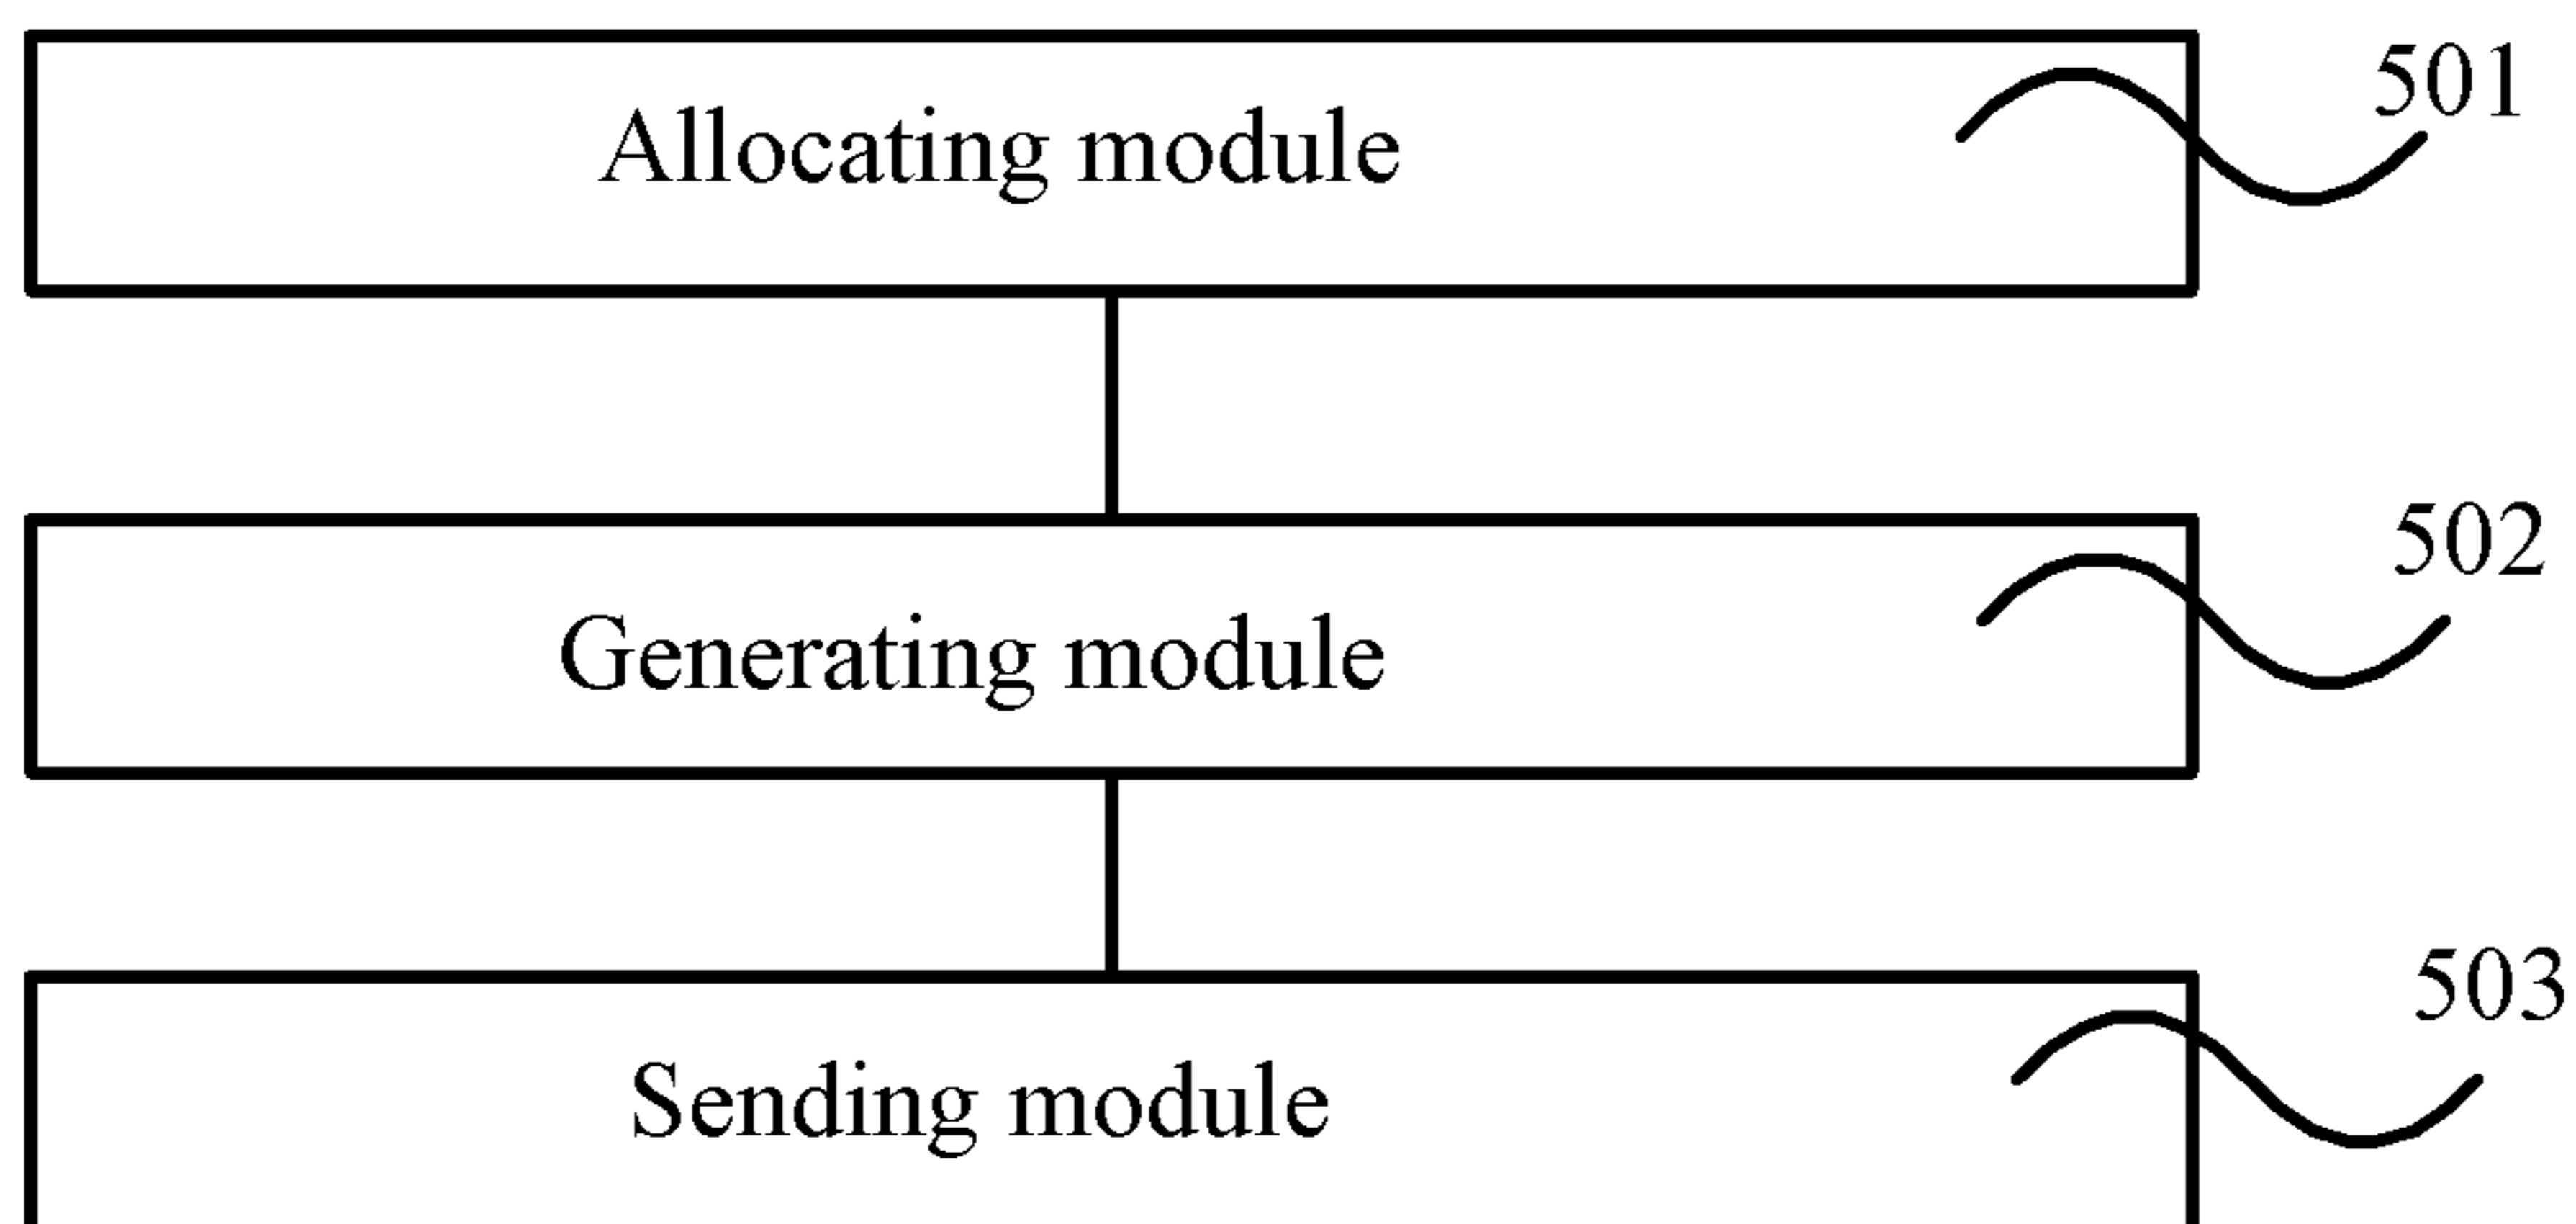 Allocating module
501
Generating module
502
Sending module
503